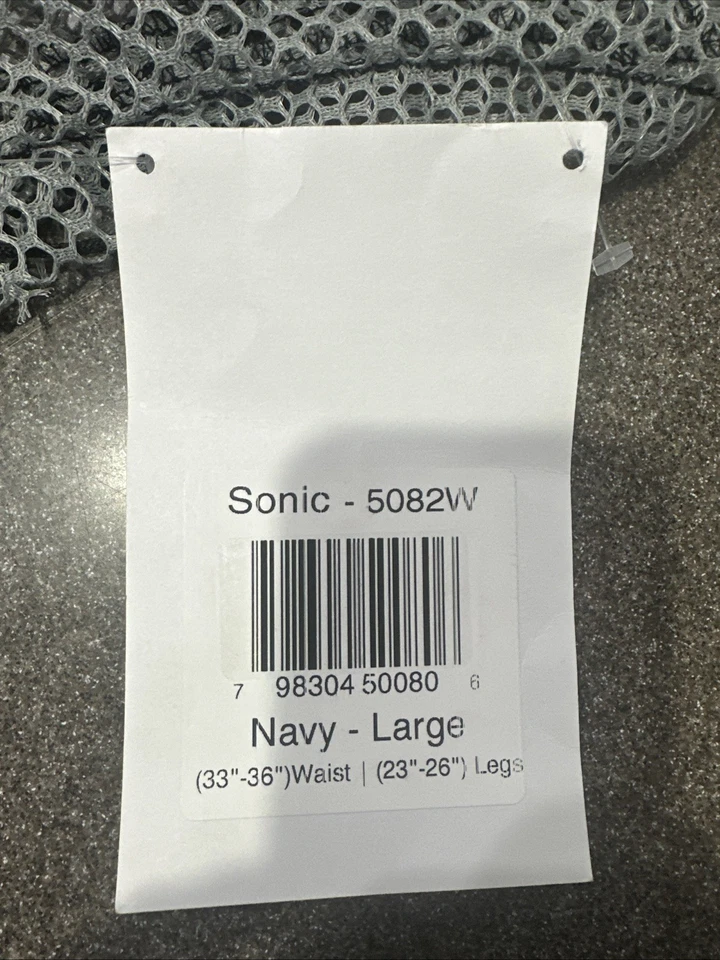 Sonic - 5082W
7 98304 50080 6
Navy - Large
(33"-36")Waist | (23"-26") Legs